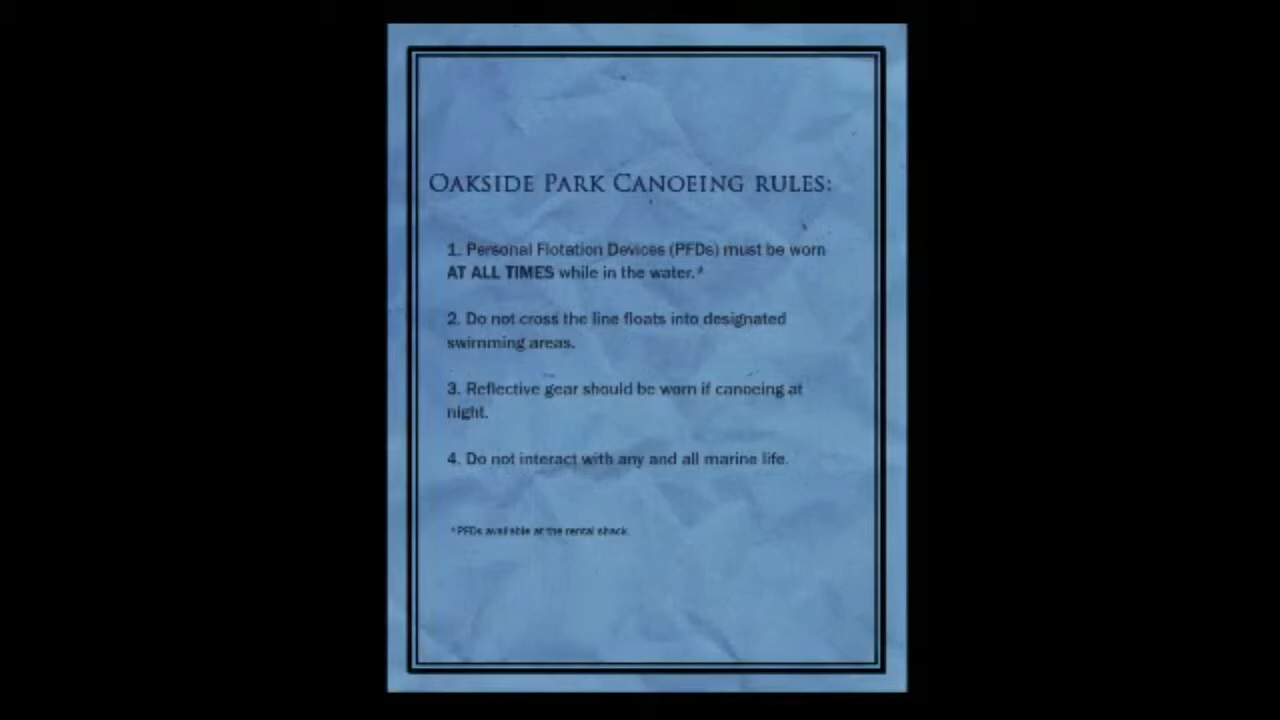 OAKSIDE PARK CANOEING RULES:
1. Personal Flotation Devices (PFDs) must be worn
AT ALL TIMES while in the water.*
2. Do not cross the line floats into designated
swimming areas.
3. Reflective gear should be worn if canoeing at
night.
4. Do not interact with any and all marine life.
*PFDs available at the rental shack.